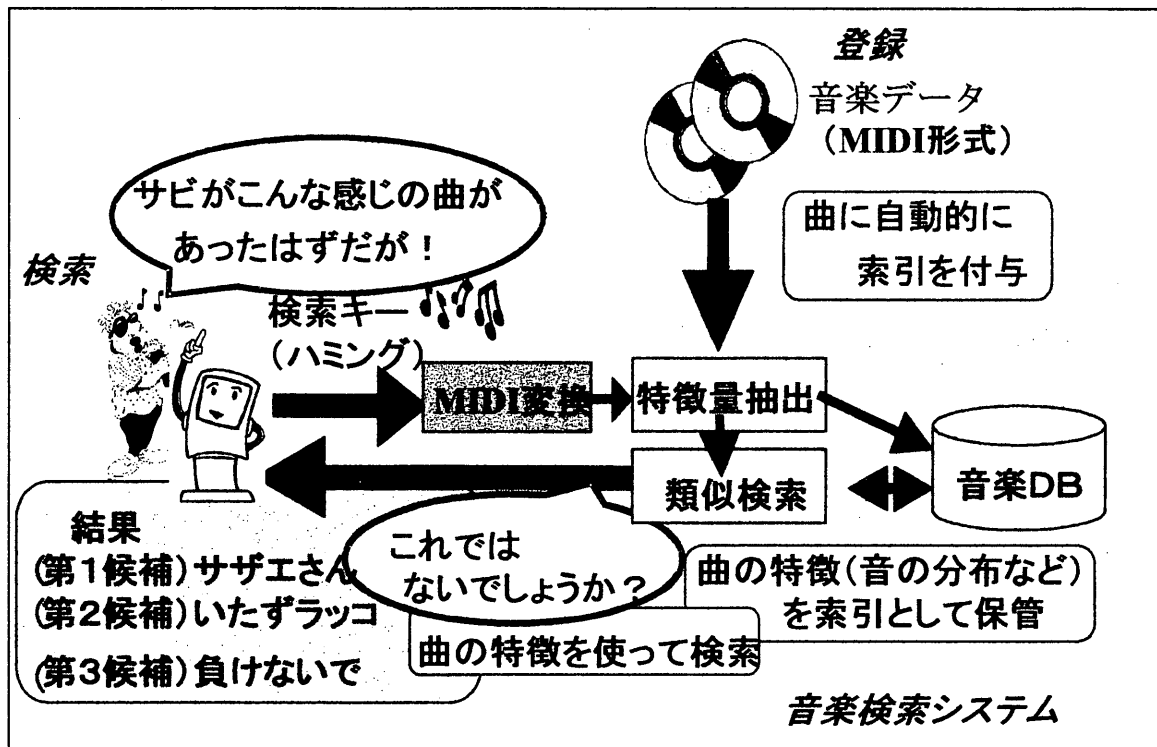 登録
音楽データ
(MIDI形式)
サビがこんな感じの曲が
あったはずだが!
曲に自動的に
索引を付与
検索
検索キー
(ハミング)
MIDI変換
特徴量抽出
類似検索
音楽DB
結果
(第1候補)サザエさん
(第2候補)いたずラッコ
(第3候補)負けないで
これでは
ないでしょうか?
曲の特徴(音の分布など)
を索引として保管
曲の特徴を使って検索
音楽検索システム